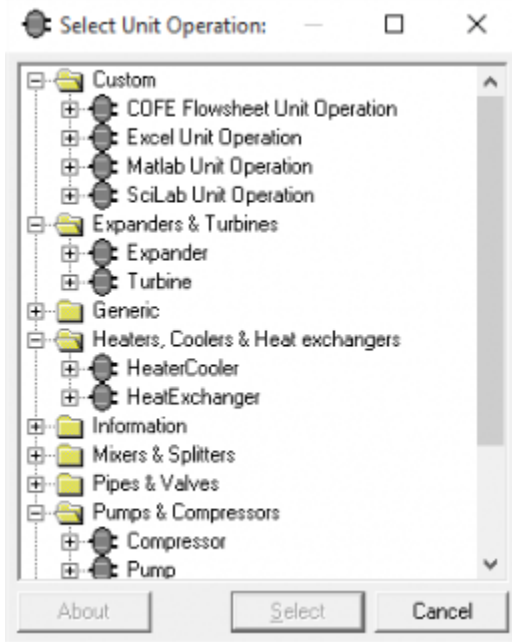 Select Unit Operation:
Custom
COFE Flowsheet Unit Operation
Excel Unit Operation
Matlab Unit Operation
SciLab Unit Operation
Expanders & Turbines
Expander
Turbine
Generic
Heaters, Coolers & Heat exchangers
HeaterCooler
HeatExchanger
Information
Mixers & Splitters
Pipes & Valves
Pumps & Compressors
Compressor
Pump
About Select Cancel